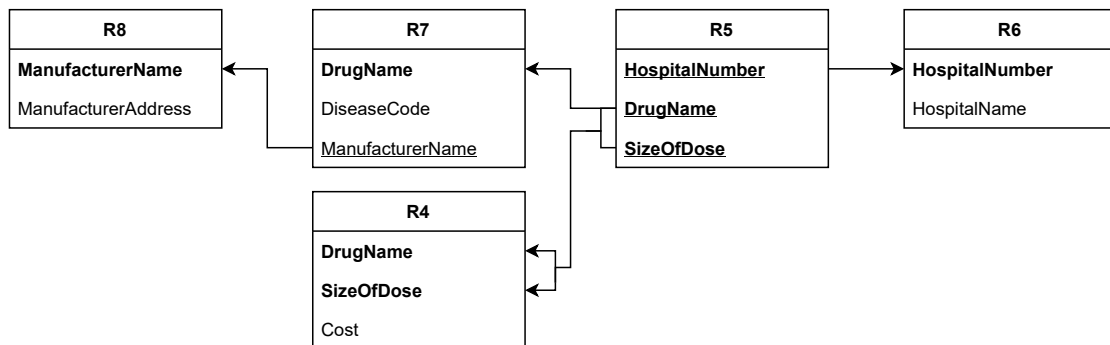 R8
ManufacturerName
ManufacturerAddress
R7
DrugName
DiseaseCode
ManufacturerName
R5
HospitalNumber
DrugName
SizeOfDose
R6
HospitalNumber
HospitalName
R4
DrugName
SizeOfDose
Cost